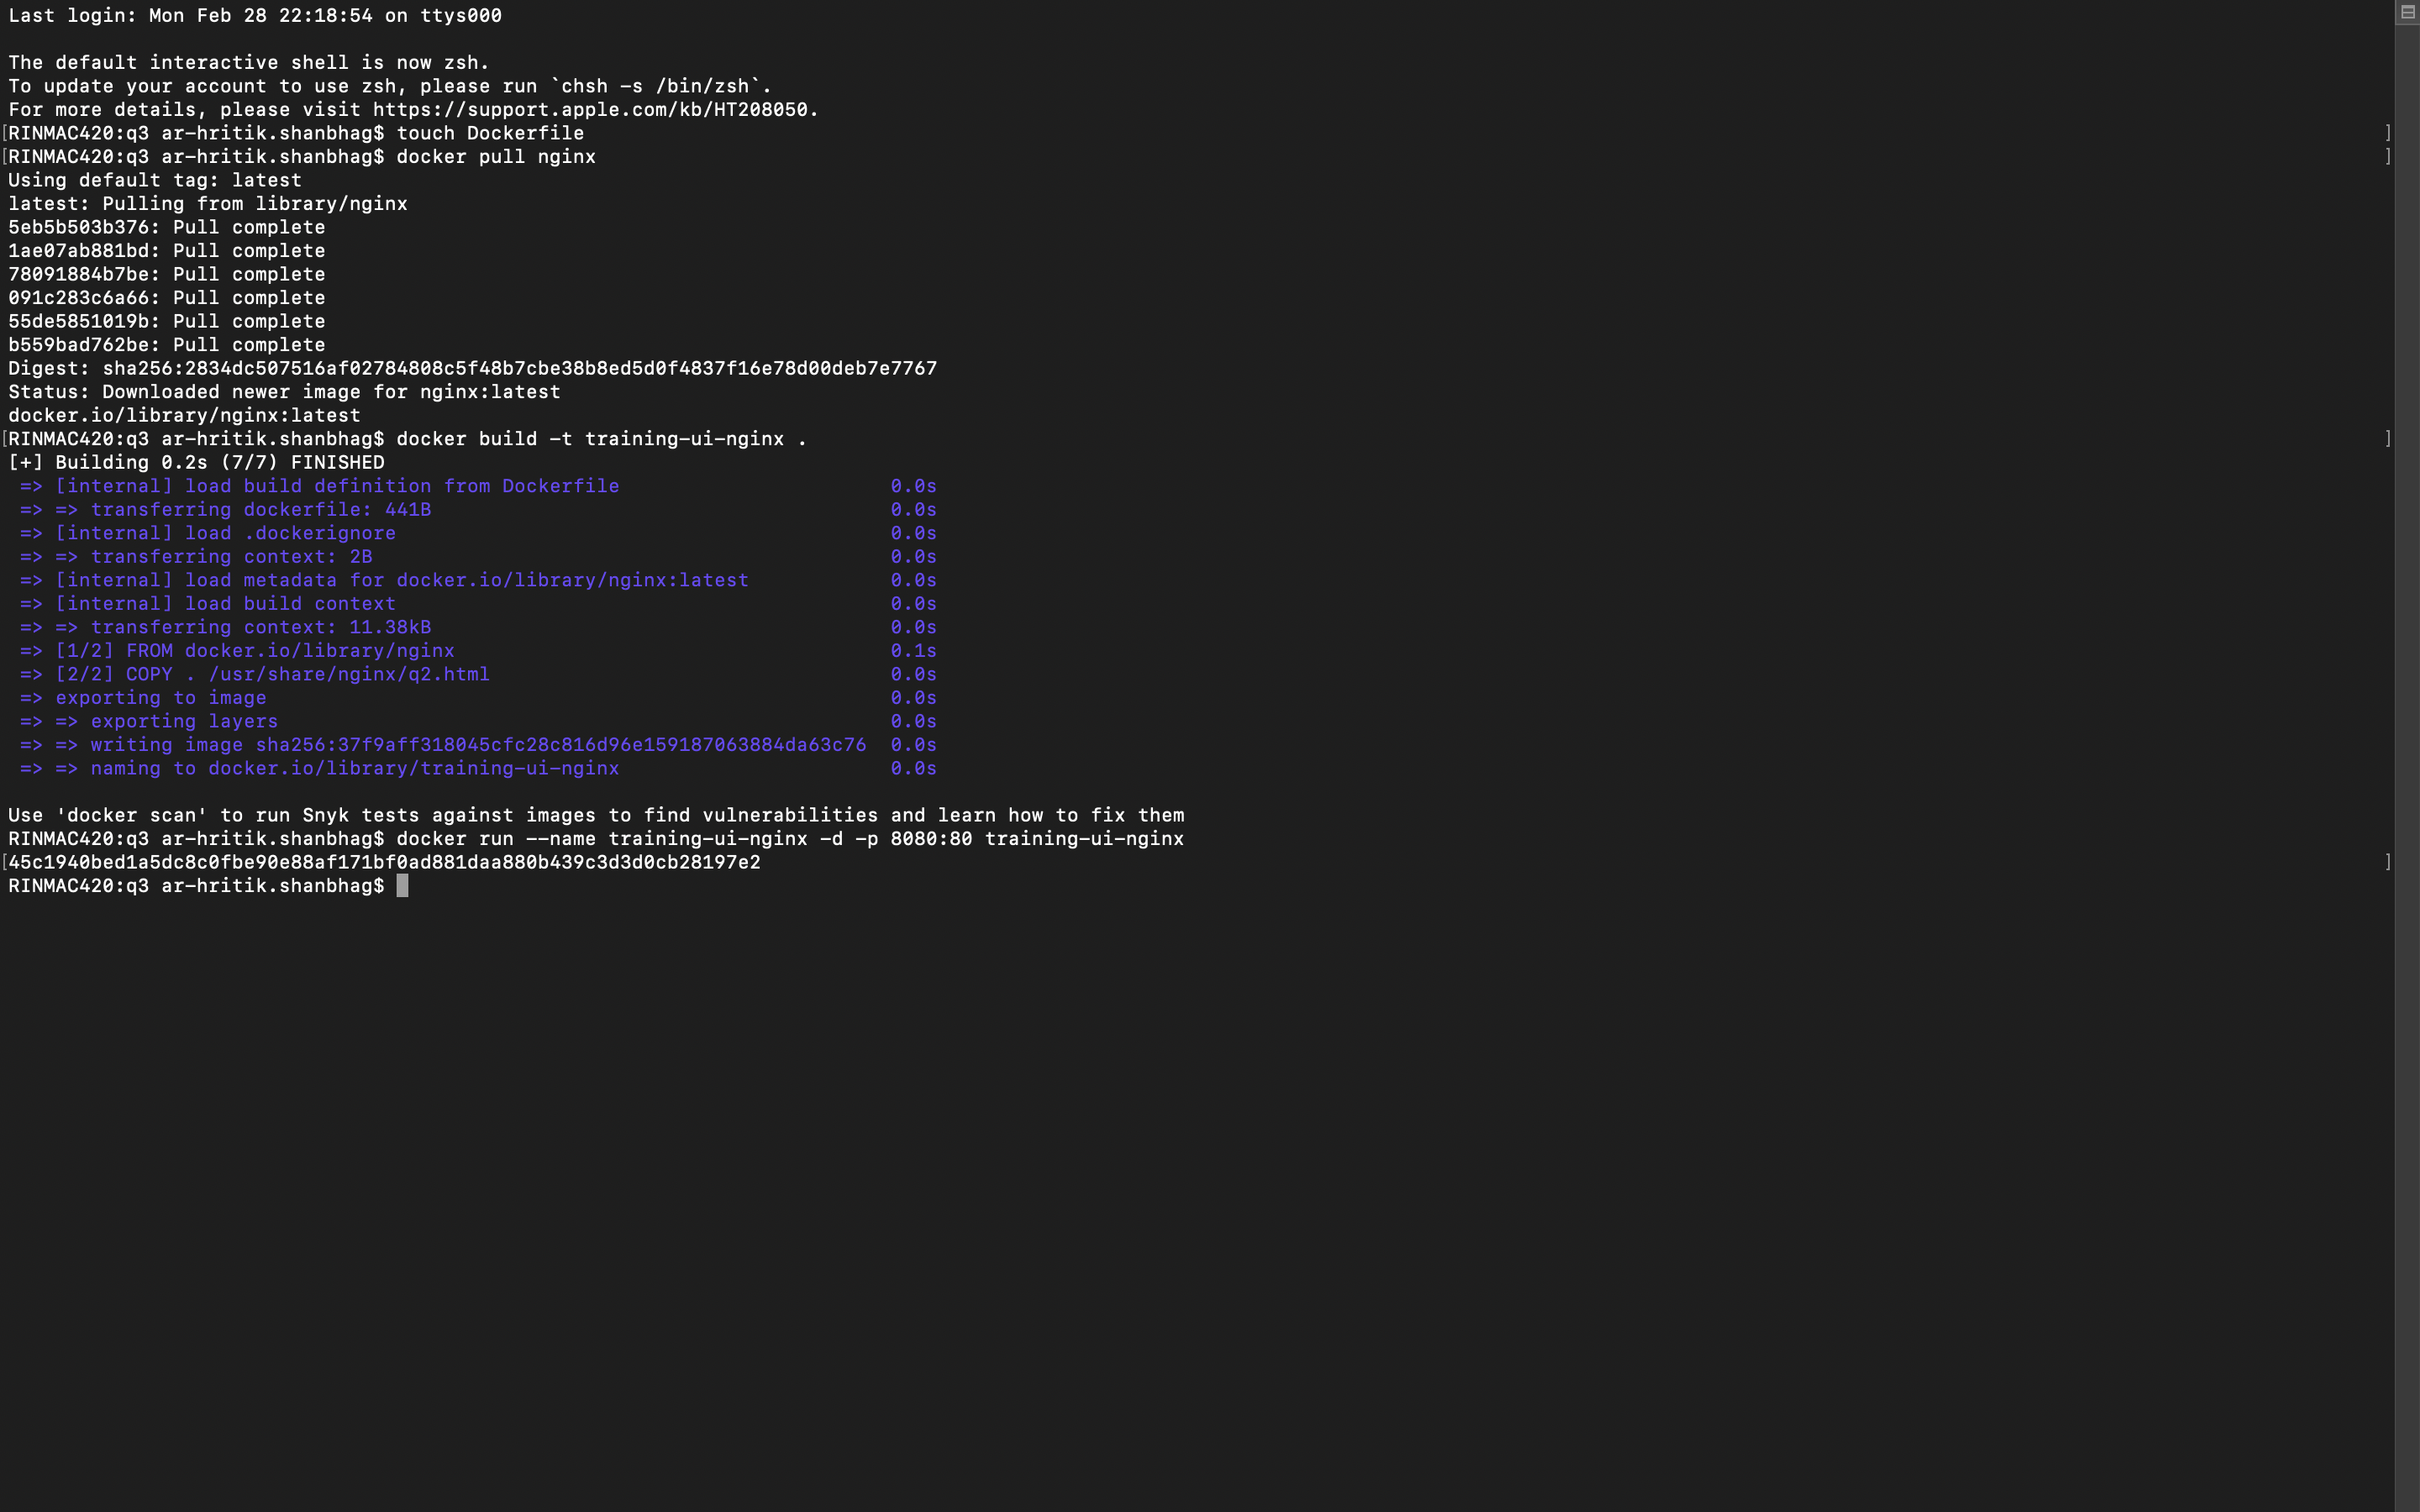 Last login: Mon Feb 28 22:18:54 on ttys000

The default interactive shell is now zsh.
To update your account to use zsh, please run `chsh -s /bin/zsh`.
For more details, please visit https://support.apple.com/kb/HT208050.
[RINMAC420:q3 ar-hritik.shanbhag$ touch Dockerfile ]
[RINMAC420:q3 ar-hritik.shanbhag$ docker pull nginx ]
Using default tag: latest
latest: Pulling from library/nginx
5eb5b503b376: Pull complete
1ae07ab881bd: Pull complete
78091884b7be: Pull complete
091c283c6a66: Pull complete
55de5851019b: Pull complete
b559bad762be: Pull complete
Digest: sha256:2834dc507516af02784808c5f48b7cbe38b8ed5d0f4837f16e78d00deb7e7767
Status: Downloaded newer image for nginx:latest
docker.io/library/nginx:latest
[RINMAC420:q3 ar-hritik.shanbhag$ docker build -t training-ui-nginx . ]
[+] Building 0.2s (7/7) FINISHED
 => [internal] load build definition from Dockerfile 0.0s
 => => transferring dockerfile: 441B 0.0s
 => [internal] load .dockerignore 0.0s
 => => transferring context: 2B 0.0s
 => [internal] load metadata for docker.io/library/nginx:latest 0.0s
 => [internal] load build context 0.0s
 => => transferring context: 11.38kB 0.0s
 => [1/2] FROM docker.io/library/nginx 0.1s
 => [2/2] COPY . /usr/share/nginx/q2.html 0.0s
 => exporting to image 0.0s
 => => exporting layers 0.0s
 => => writing image sha256:37f9aff318045cfc28c816d96e159187063884da63c76 0.0s
 => => naming to docker.io/library/training-ui-nginx 0.0s

Use 'docker scan' to run Snyk tests against images to find vulnerabilities and learn how to fix them
RINMAC420:q3 ar-hritik.shanbhag$ docker run --name training-ui-nginx -d -p 8080:80 training-ui-nginx
[45c1940bed1a5dc8c0fbe90e88af171bf0ad881daa880b439c3d3d0cb28197e2 ]
RINMAC420:q3 ar-hritik.shanbhag$